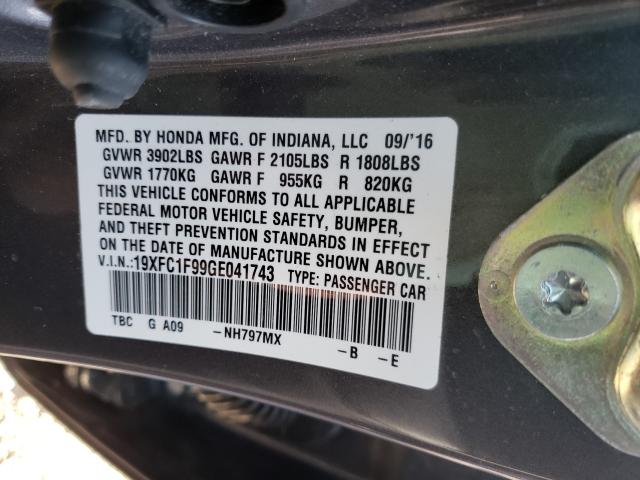 MFD. BY HONDA MFG. OF INDIANA, LLC 09/'16
GVWR 3902LBS GAWR F 2105LBS R 1808LBS
GVWR 1770KG GAWR F 955KG R 820KG
THIS VEHICLE CONFORMS TO ALL APPLICABLE
FEDERAL MOTOR VEHICLE SAFETY, BUMPER,
AND THEFT PREVENTION STANDARDS IN EFFECT
ON THE DATE OF MANUFACTURE SHOWN ABOVE.
V.I.N.:19XFC1F99GE041743 TYPE: PASSENGER CAR
TBC G A09 -NH797MX -B -E